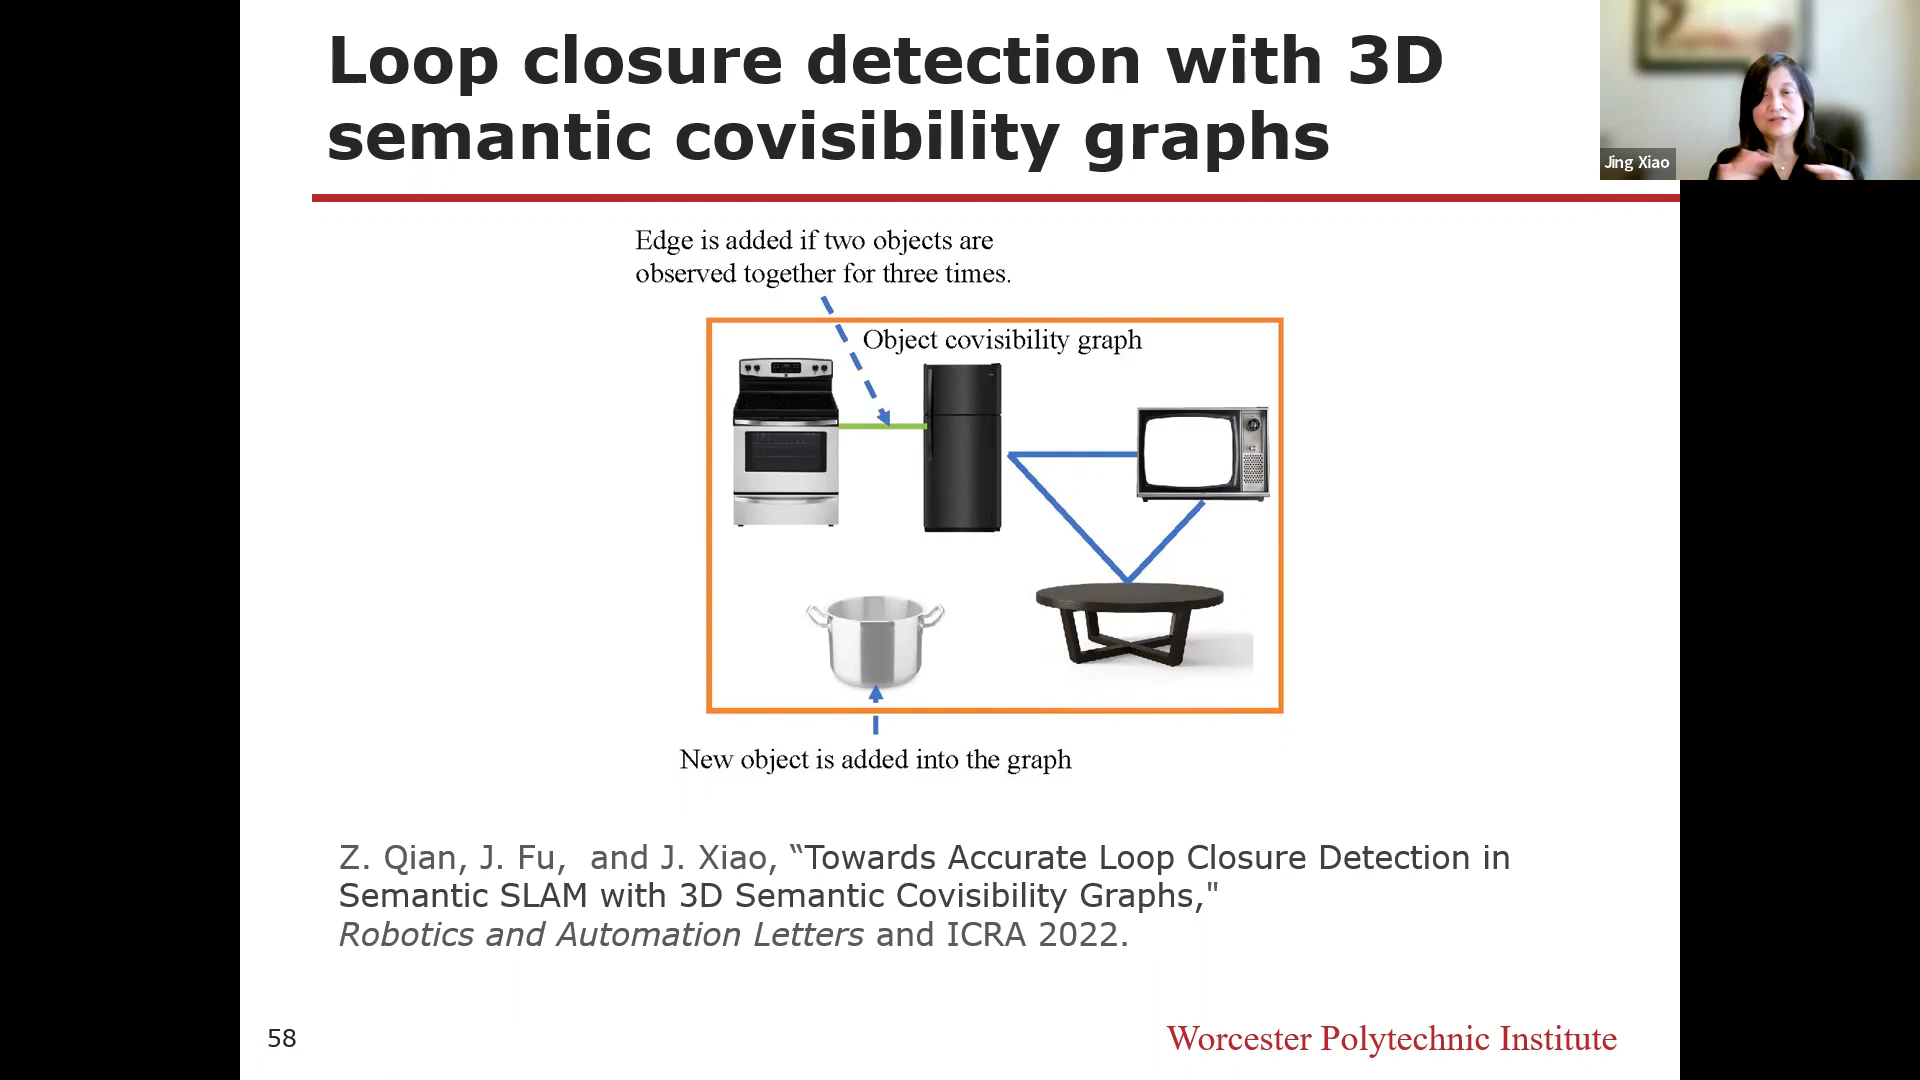 Loop closure detection with 3D
semantic covisibility graphs
Jing Xiao
Edge is added if two objects are
observed together for three times.
Object covisibility graph
New object is added into the graph
Z. Qian, J. Fu,  and J. Xiao, “Towards Accurate Loop Closure Detection in
Semantic SLAM with 3D Semantic Covisibility Graphs,"
Robotics and Automation Letters and ICRA 2022.
58
Worcester Polytechnic Institute